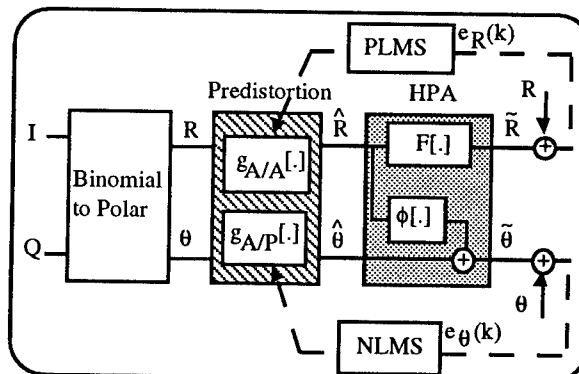 PLMS
e_R(k)
Predistortion
HPA
R
I
R
R̂
R̃
g_A/A[.]
F[.]
+
Binomial
to Polar
ϕ[.]
g_A/P[.]
Q
θ
θ̂
+
θ̃
+
θ
NLMS
e_θ(k)